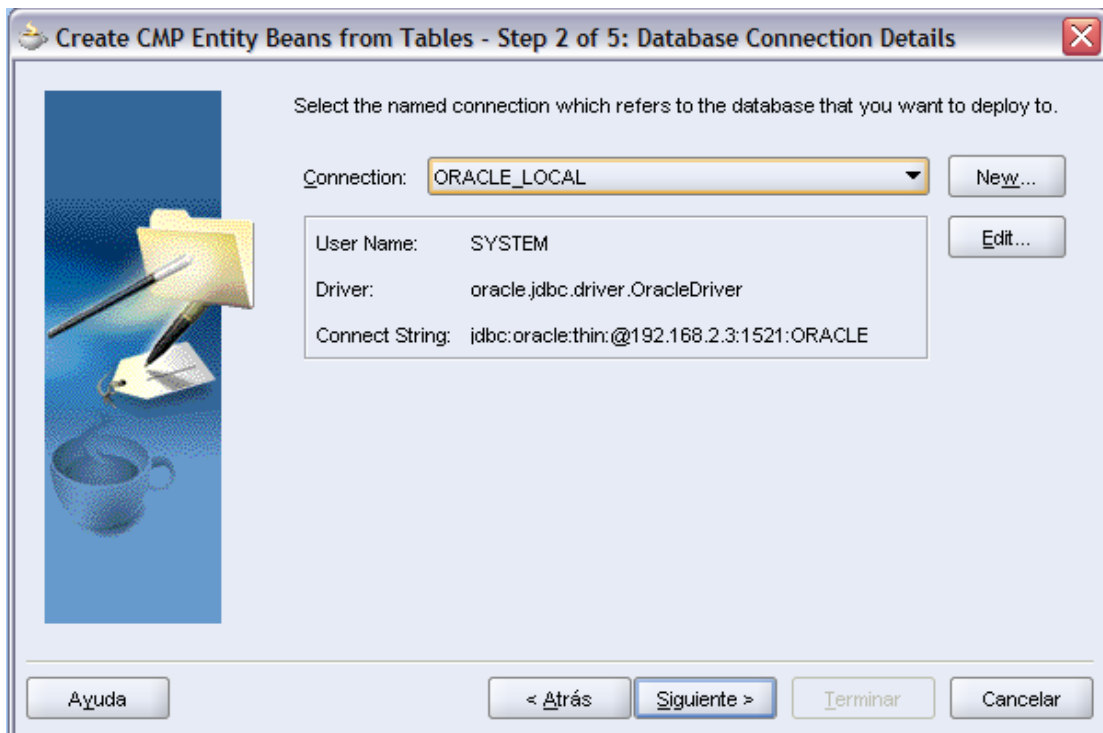 Create CMP Entity Beans from Tables - Step 2 of 5: Database Connection Details
Select the named connection which refers to the database that you want to deploy to.
Connection: ORACLE_LOCAL New...
User Name: SYSTEM Edit...
Driver: oracle.jdbc.driver.OracleDriver
Connect String: jdbc:oracle:thin:@192.168.2.3:1521:ORACLE
Ayuda < Atrás Siguiente > Terminar Cancelar